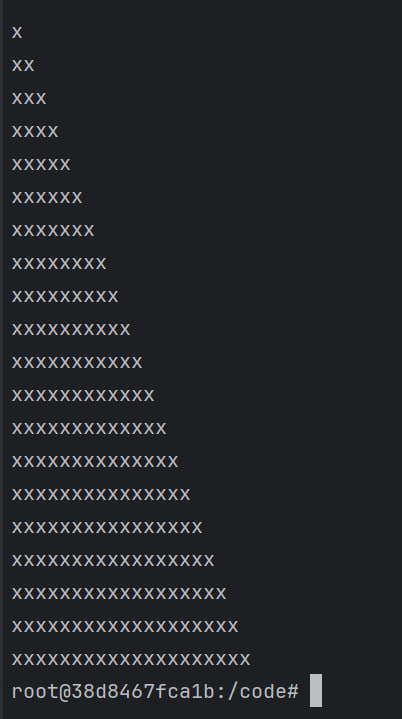 x
xx
xxx
xxxx
xxxxx
xxxxxx
xxxxxxx
xxxxxxxx
xxxxxxxxx
xxxxxxxxxx
xxxxxxxxxxx
xxxxxxxxxxxx
xxxxxxxxxxxxx
xxxxxxxxxxxxxx
xxxxxxxxxxxxxxx
xxxxxxxxxxxxxxxx
xxxxxxxxxxxxxxxxx
xxxxxxxxxxxxxxxxxx
xxxxxxxxxxxxxxxxxxx
xxxxxxxxxxxxxxxxxxxx
root@38d8467fca1b:/code#